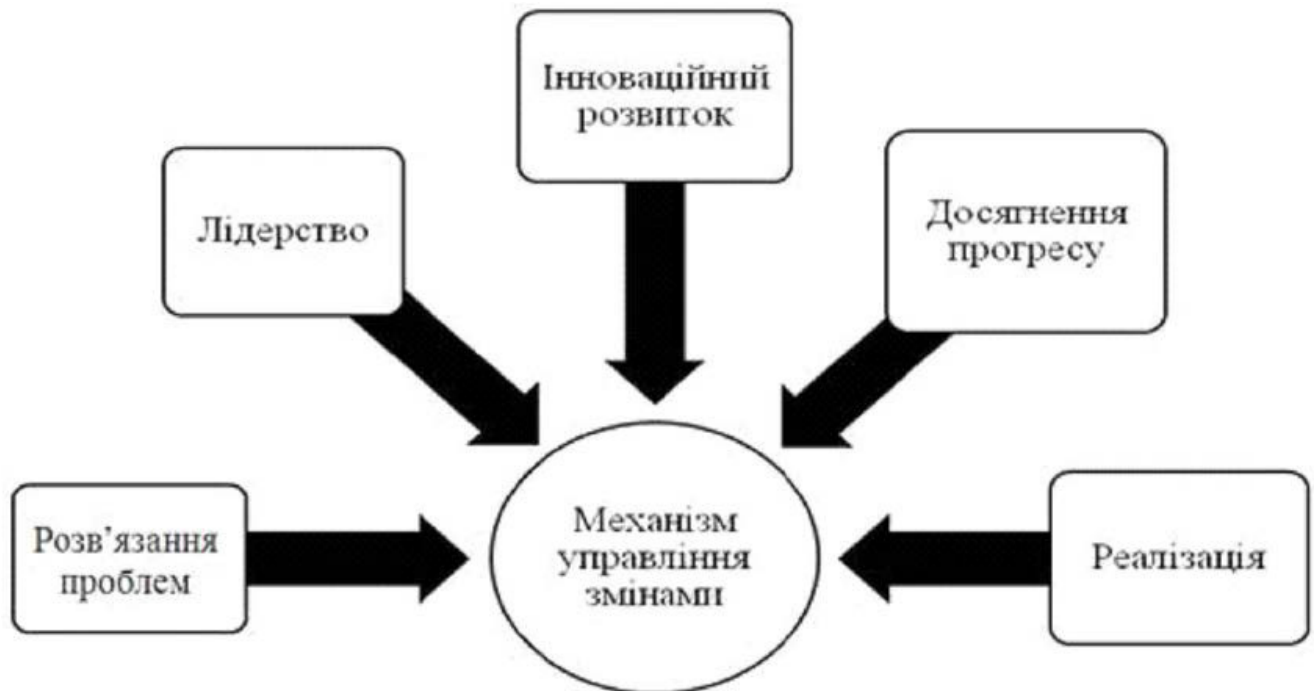 Інноваційний
розвиток
Лідерство
Досягнення
прогресу
Розв’язання
проблем
Механізм
управління
змінами
Реалізація